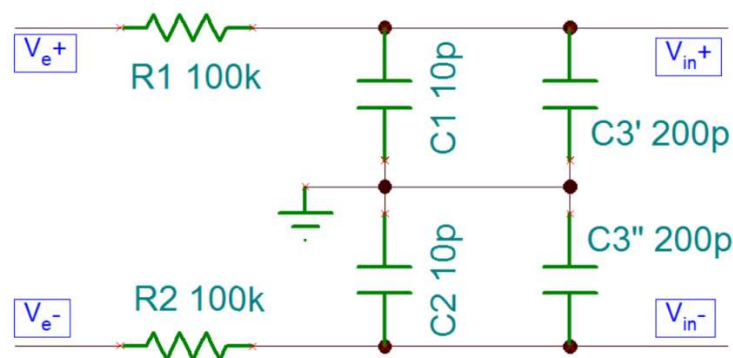 Ve+
R1 100k
C1 10p
Vin+
C3' 200p
C3" 200p
C2 10p
R2 100k
Ve-
Vin-